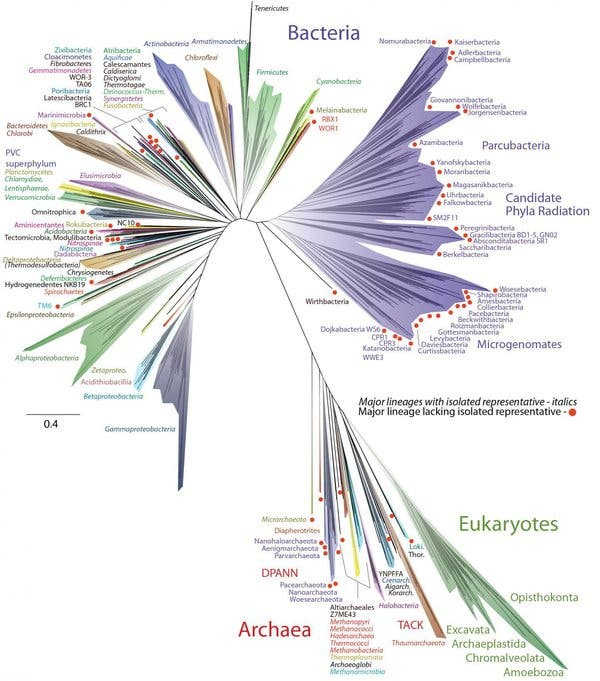 Tenericutes
Bacteria
Zixibacteria
Cloacimonetes
Fibrobacteres
Gemmatimonadetes
WOR-3
TA06
Poribacteria
Latescibacteria
BRC1
Atribacteria
Aquificae
Calescamantes
Caldiserica
Dictyoglomi
Thermotogae
Deinococcus-Therm.
Synergistetes
Fusobacteria
Actinobacteria
Armatimonadetes
Chloroflexi
Firmicutes
Cyanobacteria
Melainabacteria
RBX1
WOR1
Nomurabacteria
Kaiserbacteria
Adlerbacteria
Campbellbacteria
Giovannonibacteria
Wolfebacteria
Jorgensenbacteria
Azambacteria
Parcubacteria
Yanofskybacteria
Moranbacteria
Magasanikbacteria
Uhrbacteria
Falkowbacteria
Candidate
Phyla Radiation
SM2F11
Peregrinibacteria
Gracilibacteria BD1-5, GN02
Absconditabacteria SR1
Saccharibacteria
Berkelbacteria
Marinimicrobia
Bacteroidetes
Ignavibacteria
Chlorobi
Caldithrix
PVC
superphylum
Planctomycetes
Chlamydiae,
Lentisphaerae,
Verrucomicrobia
Elusimicrobia
Omnitrophica
Aminicentantes
Rokubacteria
NC10
Acidobacteria
Tectomicrobia, Modulibacteria
Nitrospinae
Nitrospirae
Dadabacteria
Deltaprotebacteria
(Thermodesulfobacteria)
Chrysiogenetes
Deferribacteres
Hydrogenedentes NKB19
Spirochaetes
TM6
Epsilonproteobacteria
Wirthbacteria
Woesebacteria
Shapirobacteria
Amesbacteria
Collierbacteria
Pacebacteria
Beckwithbacteria
Roizmanbacteria
Gottesmanbacteria
Levybacteria
Daviesbacteria
Curtissbacteria
Microgenomates
Dojkabacteria WS6
CPR1
CPR3
Katanobacteria
WWE3
Alphaproteobacteria
Zetaproteo.
Acidithiobacillia
Betaproteobacteria
Gammaproteobacteria
0.4
Major lineages with isolated representative - italics
Major lineage lacking isolated representative -
Micrarchaeota
Diapherotrites
Nanohaloarchaeota
Aenigmarchaeota
Parvarchaeota
DPANN
Pacearchaeota
Nanoarchaeota
Woesearchaeota
Archaea
Altiarchaeales
Z7ME43
Methanopyri
Methanococci
Hadesarchaea
Thermococci
Methanobacteria
Thermoplasmata
Archaeoglobi
Methanomicrobia
Halobacteria
YNPFFA
Crenarch.
Aigarch.
Korarch.
Loki.
Thor.
TACK
Thaumarchaeota
Eukaryotes
Opisthokonta
Excavata
Archaeplastida
Chromalveolata
Amoebozoa